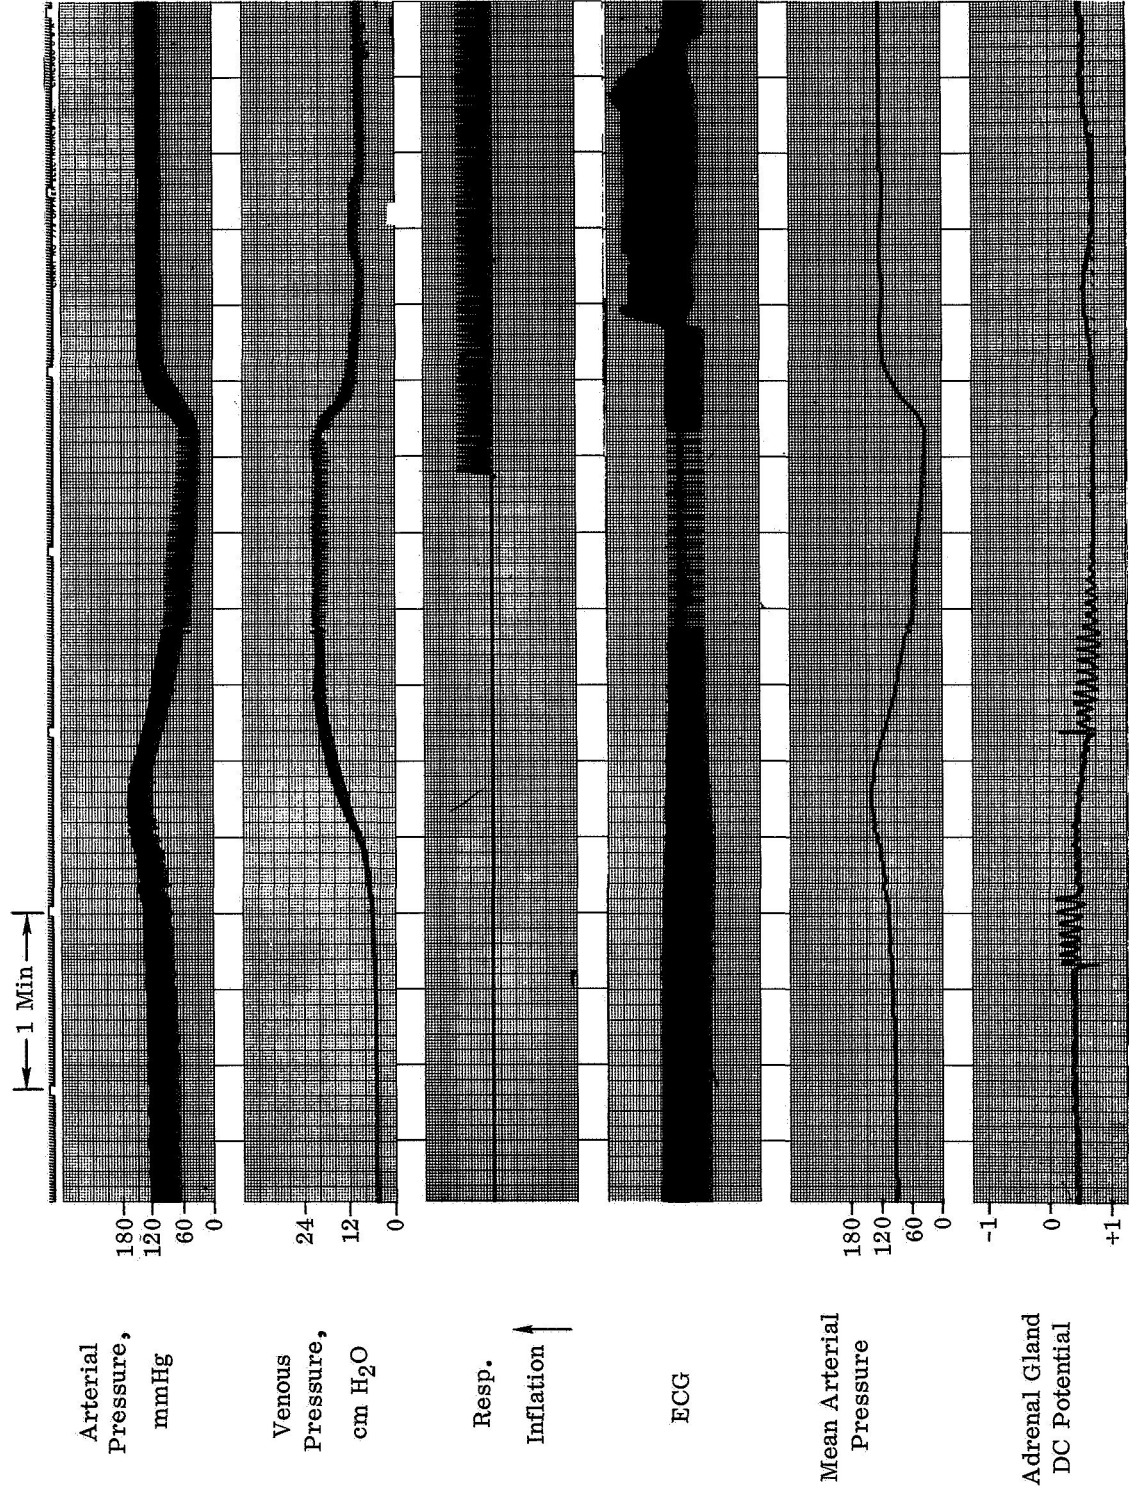 1 Min
Arterial
Pressure,
mmHg
180
120
60
0
Venous
Pressure,
cm H₂O
24
12
0
Resp.
Inflation
ECG
Mean Arterial
Pressure
180
120
60
0
Adrenal Gland
DC Potential
-1
0
+1